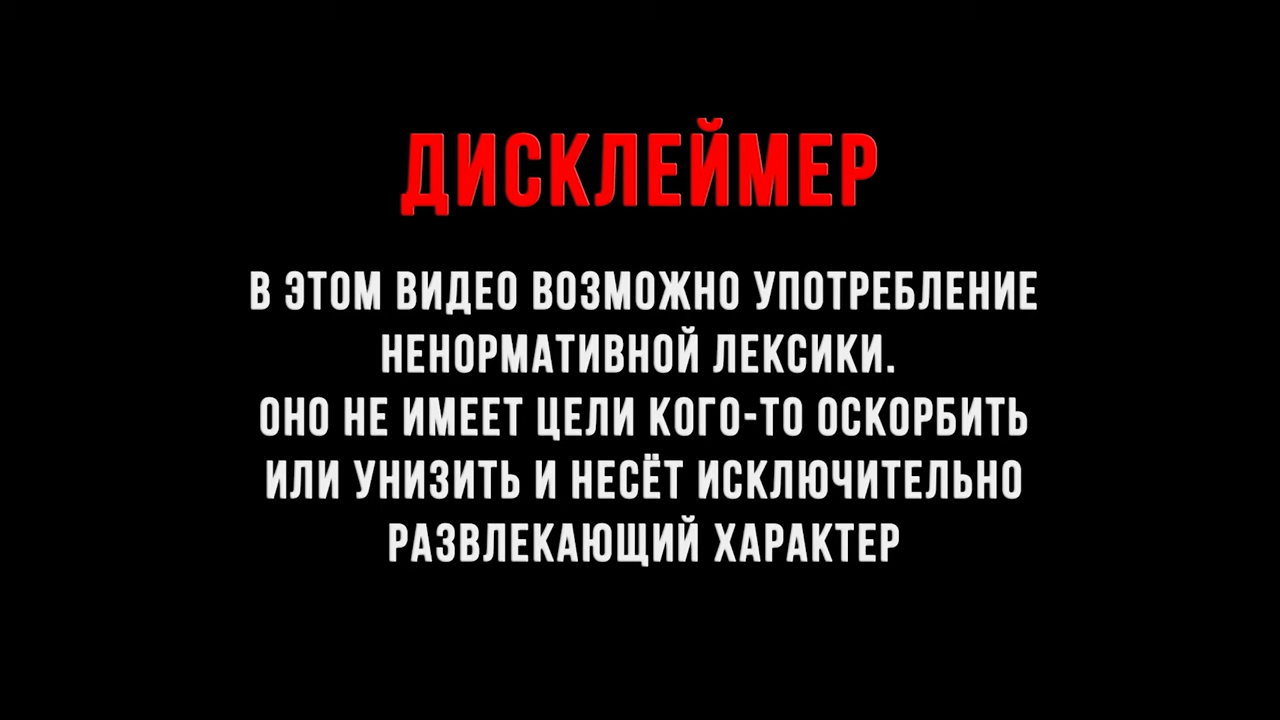 ДИСКЛЕЙМЕР
В ЭТОМ ВИДЕО ВОЗМОЖНО УПОТРЕБЛЕНИЕ
НЕНОРМАТИВНОЙ ЛЕКСИКИ.
ОНО НЕ ИМЕЕТ ЦЕЛИ КОГО-ТО ОСКОРБИТЬ
ИЛИ УНИЗИТЬ И НЕСЁТ ИСКЛЮЧИТЕЛЬНО
РАЗВЛЕКАЮЩИЙ ХАРАКТЕР